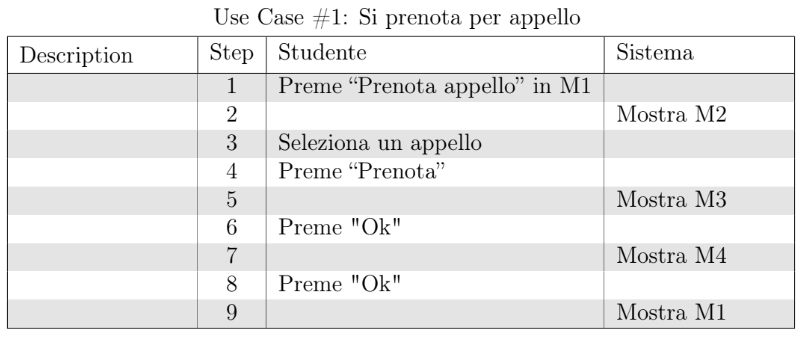 Use Case #1: Si prenota per appello
Description Step Studente Sistema
1 Preme “Prenota appello” in M1
2 Mostra M2
3 Seleziona un appello
4 Preme “Prenota”
5 Mostra M3
6 Preme "Ok"
7 Mostra M4
8 Preme "Ok"
9 Mostra M1